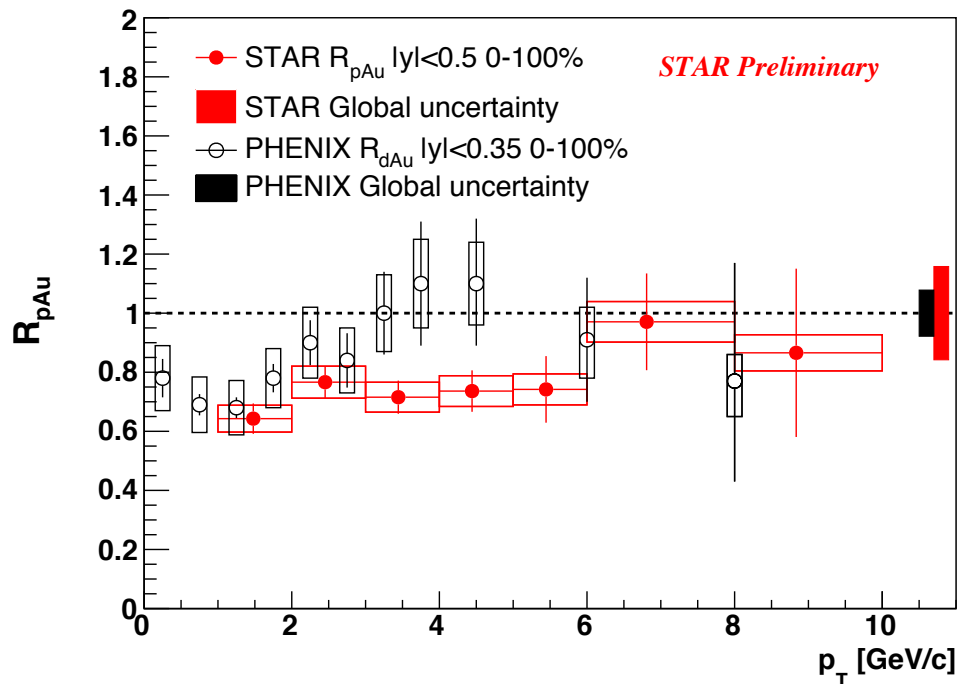 2
1.8
1.6
1.4
1.2
1
0.8
0.6
0.4
0.2
0
R_pAu
STAR R_pAu |y|<0.5 0-100%
STAR Global uncertainty
PHENIX R_dAu |y|<0.35 0-100%
PHENIX Global uncertainty
STAR Preliminary
0 2 4 6 8 10
p_T [GeV/c]